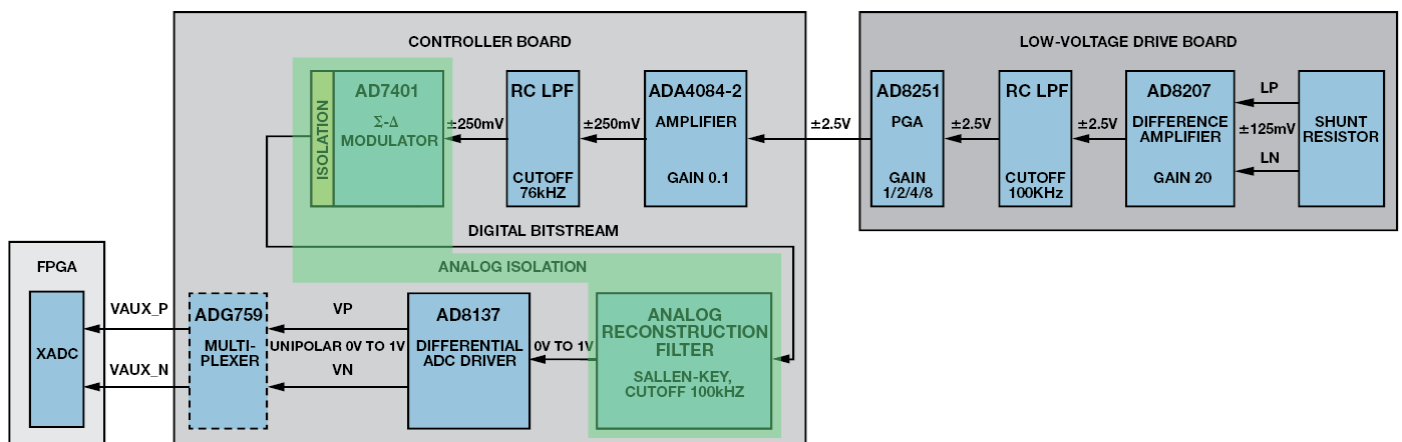 CONTROLLER BOARD
LOW-VOLTAGE DRIVE BOARD
ISOLATION
AD7401
Σ-Δ
MODULATOR
±250mV
RC LPF
CUTOFF
76kHZ
±250mV
ADA4084-2
AMPLIFIER
GAIN 0.1
±2.5V
AD8251
PGA
GAIN
1/2/4/8
±2.5V
RC LPF
CUTOFF
100KHz
±2.5V
AD8207
DIFFERENCE
AMPLIFIER
GAIN 20
LP
±125mV
LN
SHUNT
RESISTOR
DIGITAL BITSTREAM
ANALOG ISOLATION
FPGA
XADC
VAUX_P
VAUX_N
ADG759
MULTI-
PLEXER
VP
UNIPOLAR 0V TO 1V
VN
AD8137
DIFFERENTIAL
ADC DRIVER
0V TO 1V
ANALOG
RECONSTRUCTION
FILTER
SALLEN-KEY,
CUTOFF 100kHZ